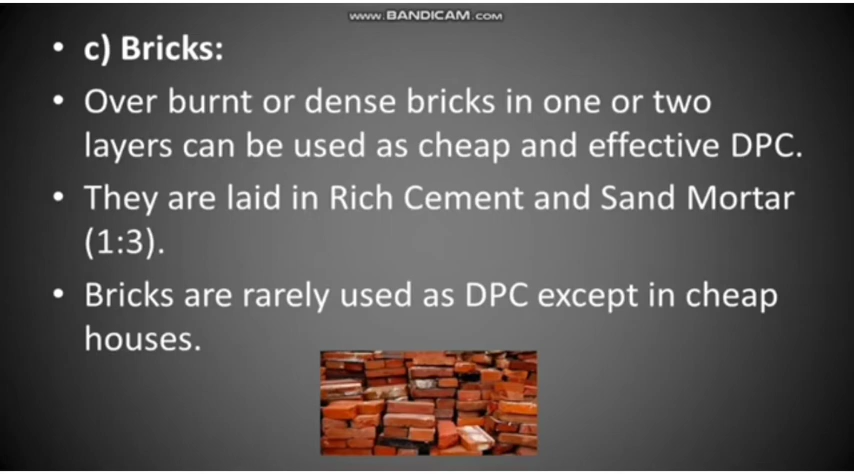 www.BANDICAM.com
• c) Bricks:
• Over burnt or dense bricks in one or two
layers can be used as cheap and effective DPC.
• They are laid in Rich Cement and Sand Mortar
(1:3).
• Bricks are rarely used as DPC except in cheap
houses.